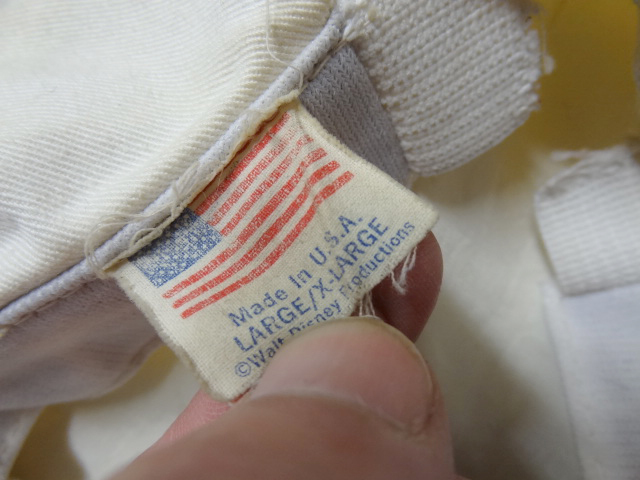 Made In U.S.A.
LARGE/X-LARGE
©Walt Disney Productions